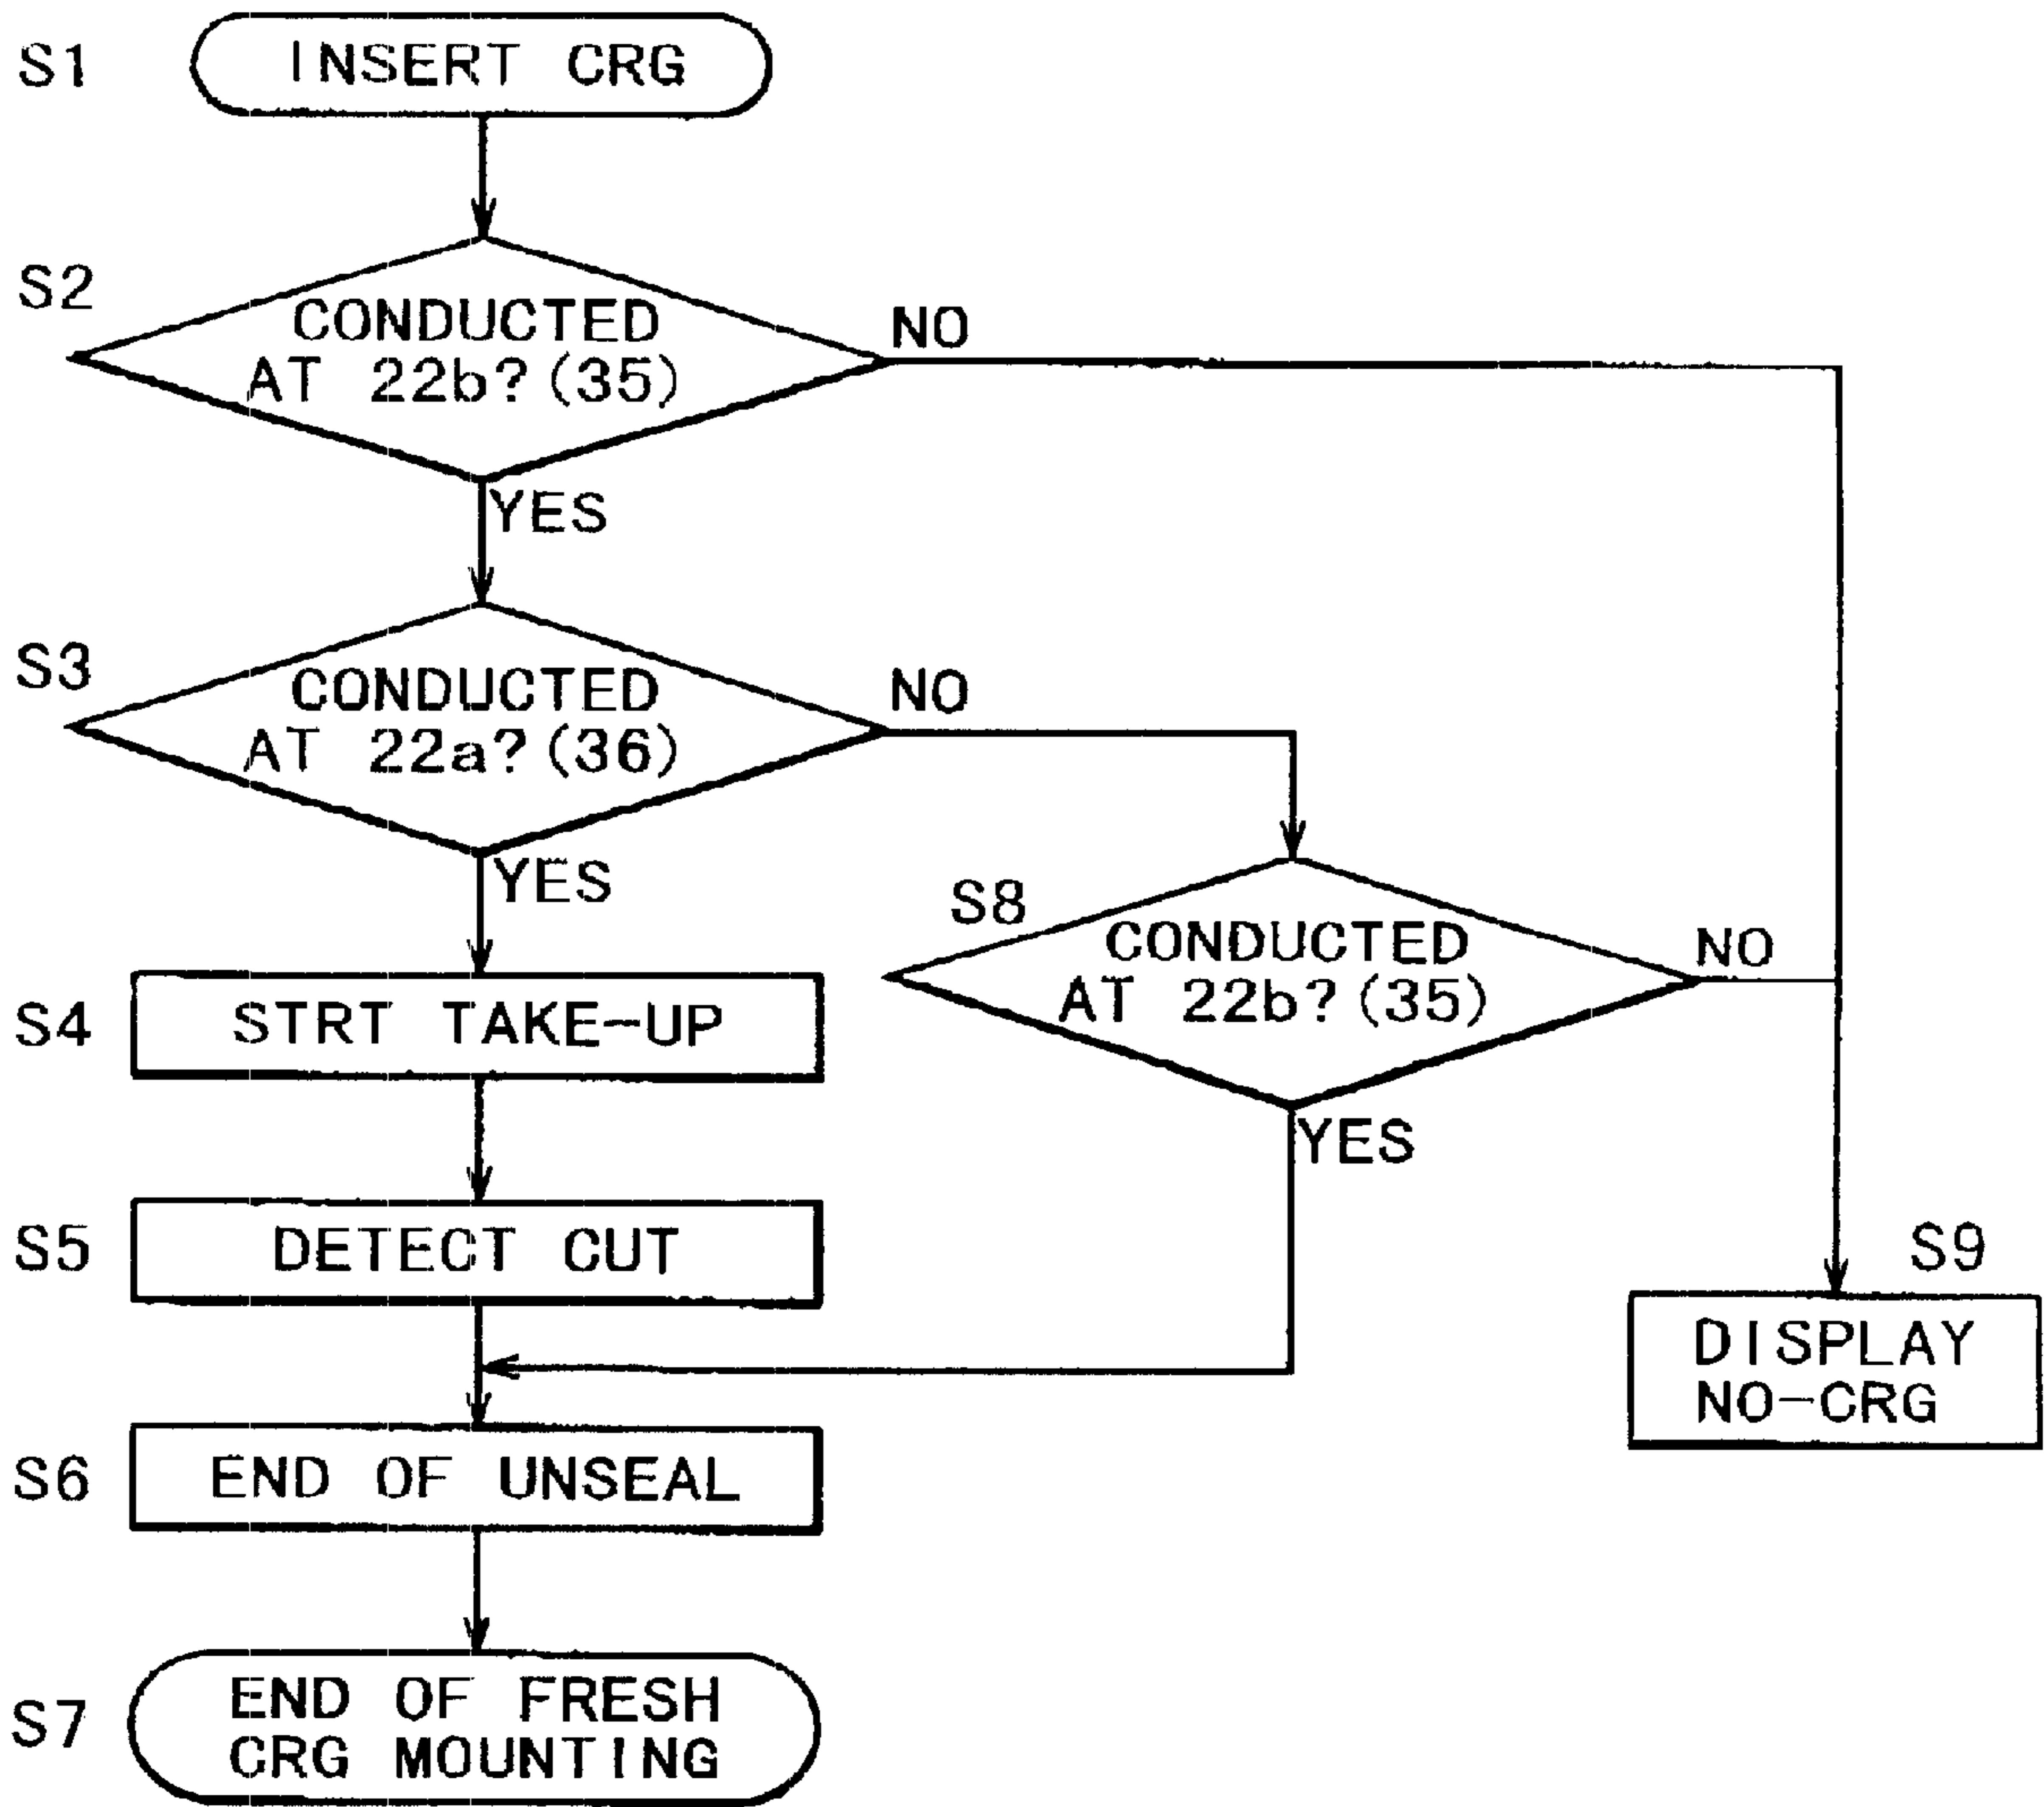 S1
INSERT CRG
S2
CONDUCTED
AT 22b?(35)
NO
YES
S3
CONDUCTED
AT 22a?(36)
NO
YES
S8
CONDUCTED
AT 22b?(35)
NO
YES
S4
STRT TAKE-UP
S5
DETECT CUT
S9
DISPLAY
NO-CRG
S6
END OF UNSEAL
S7
END OF FRESH
CRG MOUNTING